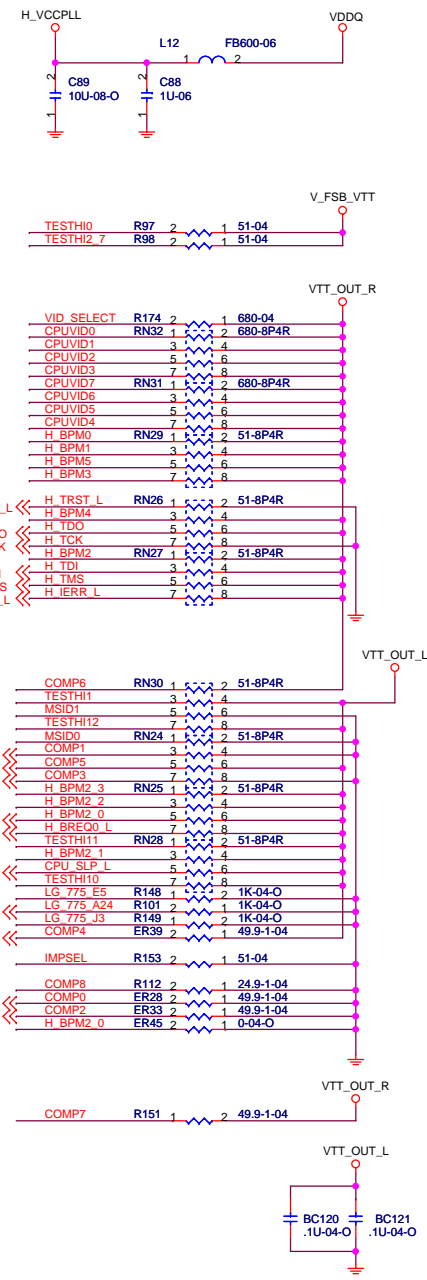 H_VCCPLL VDDQ
L12 FB600-06
1 2
2 2
C89 C88
10U-08-O 1U-06
1 1
V_FSB_VTT
TESTHI0 R97 2 1 51-04
TESTHI2_7 R98 2 1 51-04
VTT_OUT_R
VID_SELECT R174 2 1 680-04
CPUVID0 RN32 1 2 680-8P4R
CPUVID1 3 4
CPUVID2 5 6
CPUVID3 7 8
CPUVID7 RN31 1 2 680-8P4R
CPUVID6 3 4
CPUVID5 5 6
CPUVID4 7 8
H_BPM0 RN29 1 2 51-8P4R
H_BPM1 3 4
H_BPM5 5 6
H_BPM3 7 8
_L H_TRST_L RN26 1 2 51-8P4R
H_BPM4 3 4
O H_TDO 5 6
K H_TCK 7 8
H_BPM2 RN27 1 2 51-8P4R
I H_TDI 3 4
S H_TMS 5 6
_L H_IERR_L 7 8
VTT_OUT_L
COMP6 RN30 1 2 51-8P4R
TESTHI1 3 4
MSID1 5 6
TESTHI12 7 8
MSID0 RN24 1 2 51-8P4R
COMP1 3 4
COMP5 5 6
COMP3 7 8
H_BPM2_3 RN25 1 2 51-8P4R
H_BPM2_2 3 4
H_BPM2_0 5 6
H_BREQ0_L 7 8
TESTHI11 RN28 1 2 51-8P4R
H_BPM2_1 3 4
CPU_SLP_L 5 6
TESTHI10 7 8
LG_775_E5 R148 1 2 1K-04-O
LG_775_A24 R101 2 1 1K-04-O
LG_775_J3 R149 1 2 1K-04-O
COMP4 ER39 2 1 49.9-1-04
IMPSEL R153 2 1 51-04
COMP8 R112 2 1 24.9-1-04
COMP0 ER28 2 1 49.9-1-04
COMP2 ER33 2 1 49.9-1-04
H_BPM2_0 ER45 2 1 0-04-O
VTT_OUT_R
COMP7 R151 1 2 49.9-1-04
VTT_OUT_L
BC120 BC121
.1U-04-O .1U-04-O